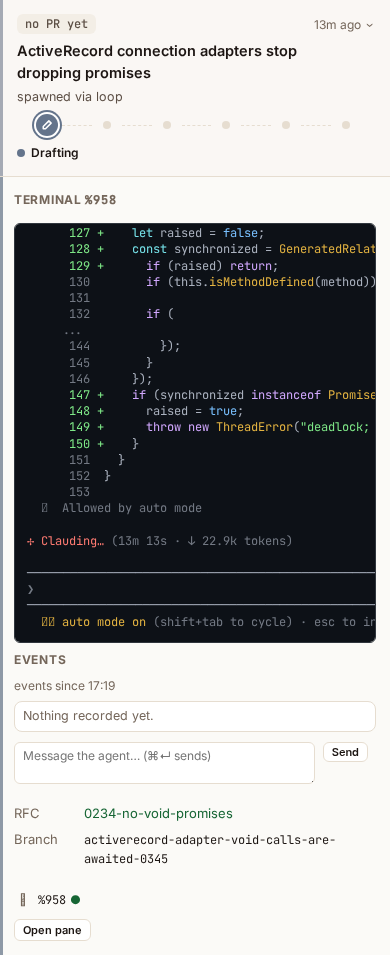 no PR yet
13m ago
ActiveRecord connection adapters stop
dropping promises
spawned via loop
Drafting
TERMINAL %958
127 +    let raised = false;
128 +    const synchronized = GeneratedRelat
129 +      if (raised) return;
130        if (this.isMethodDefined(method))
131
132        if (
...
144          });
145        }
146      });
147 +    if (synchronized instanceof Promise
148 +      raised = true;
149 +      throw new ThreadError("deadlock;
150 +    }
151    }
152  }
153
Allowed by auto mode
✢ Clauding… (13m 13s · ↓ 22.9k tokens)
❯
auto mode on (shift+tab to cycle) · esc to in
EVENTS
events since 17:19
Nothing recorded yet.
Message the agent… (⌘↵ sends)
Send
RFC 0234-no-void-promises
Branch activerecord-adapter-void-calls-are-
awaited-0345
%958
Open pane